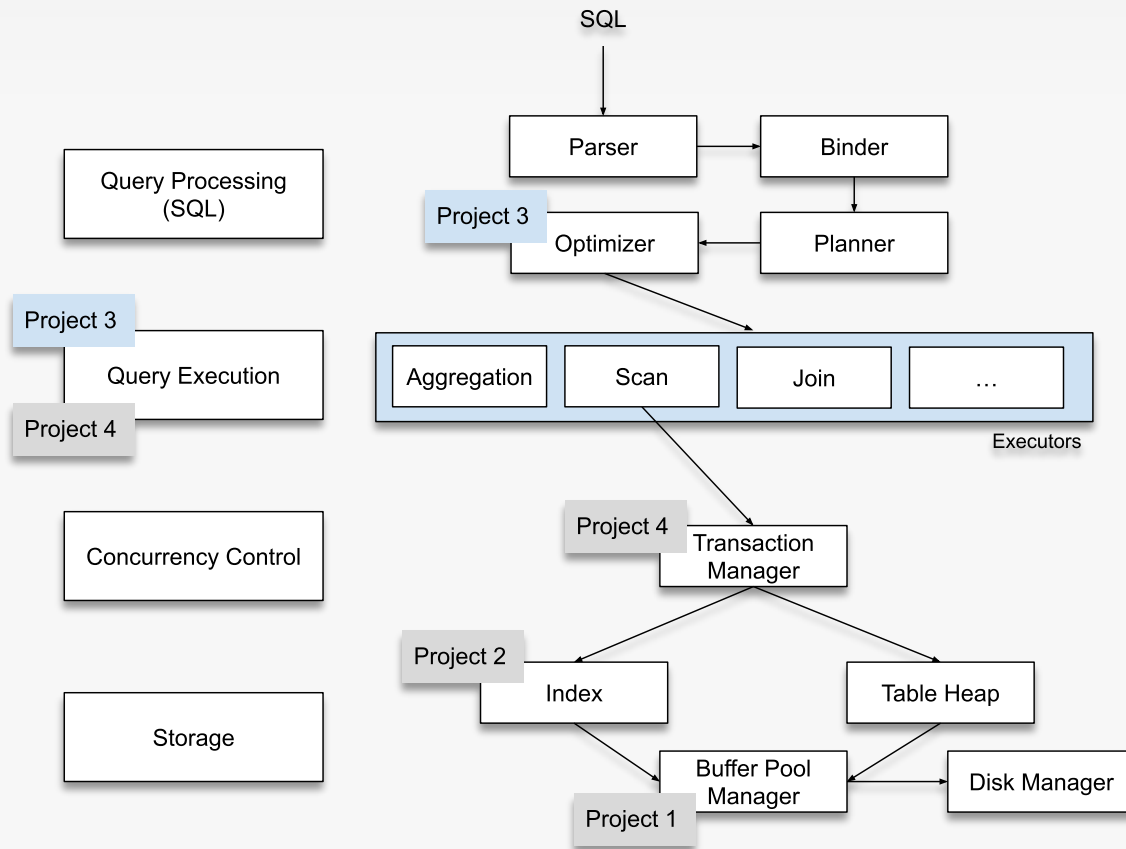 SQL
Parser
Binder
Query Processing
(SQL)
Project 3
Optimizer
Planner
Project 3
Query Execution
Project 4
Aggregation
Scan
Join
…
Executors
Concurrency Control
Project 4
Transaction
Manager
Project 2
Index
Table Heap
Storage
Buffer Pool
Manager
Disk Manager
Project 1